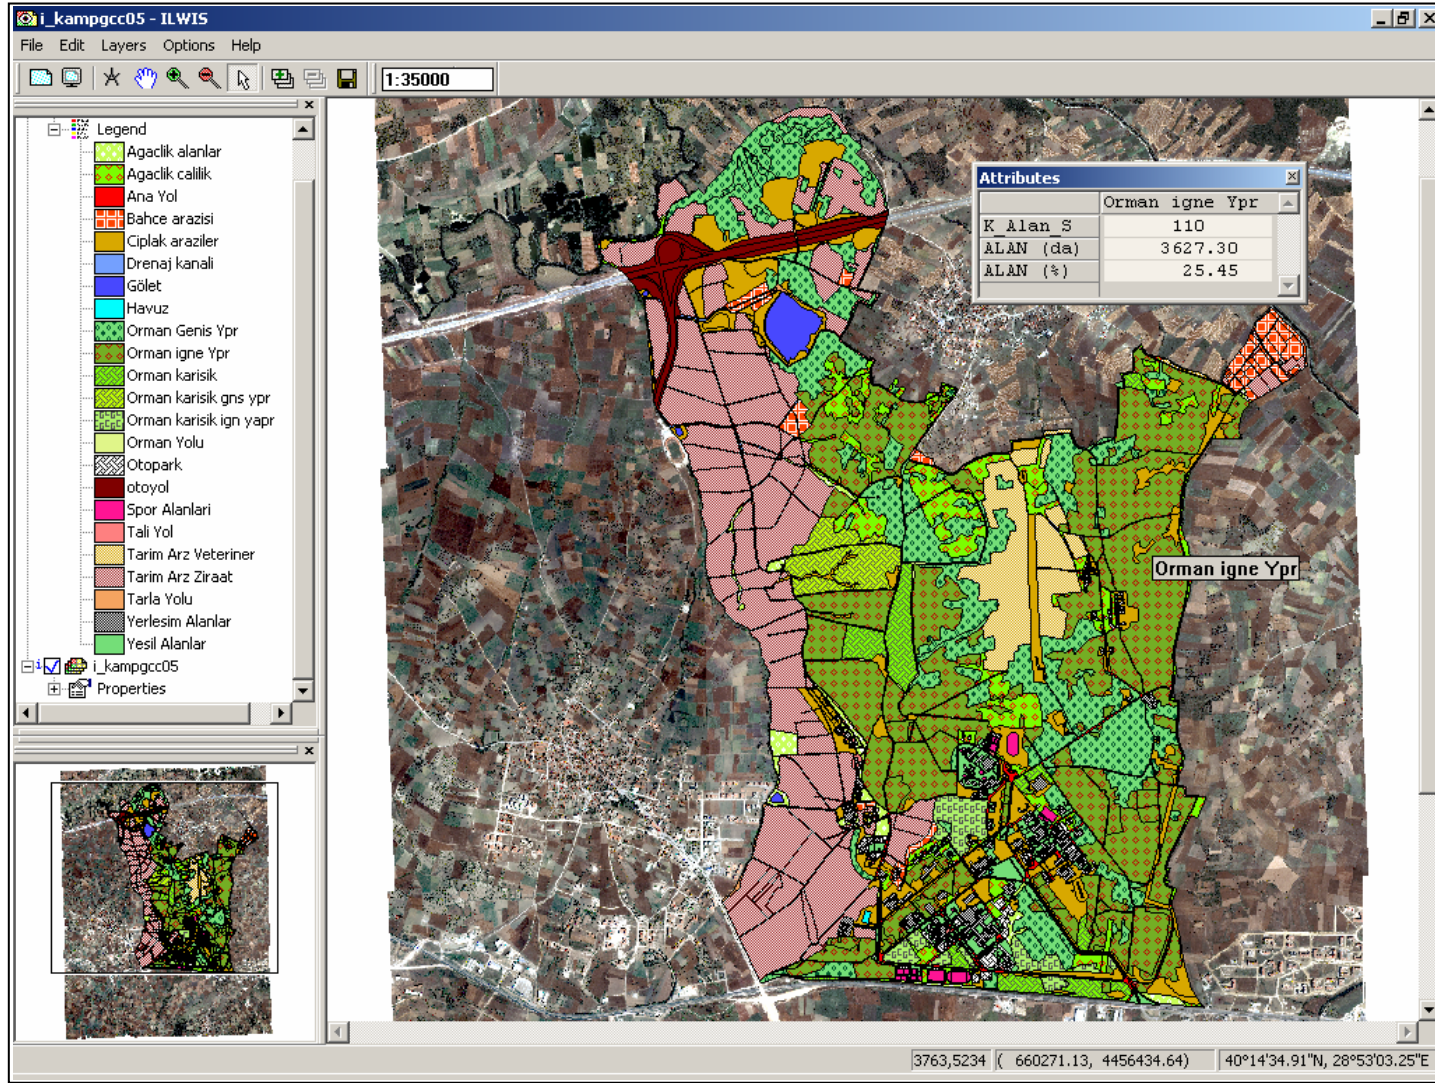 i_kampgcc05 - ILWIS
File Edit Layers Options Help
1:35000
Legend
Agaclik alanlar
Agaclik calilik
Ana Yol
Bahce arazisi
Ciplak araziler
Drenaj kanali
Gölet
Havuz
Orman Genis Ypr
Orman igne Ypr
Orman karisik
Orman karisik gns ypr
Orman karisik ign yapr
Orman Yolu
Otopark
otoyol
Spor Alanlari
Tali Yol
Tarim Arz Veteriner
Tarim Arz Ziraat
Tarla Yolu
Yerlesim Alanlar
Yesil Alanlar
i i_kampgcc05
Properties
Attributes
Orman igne Ypr
K_Alan_S 110
ALAN (da) 3627.30
ALAN (%) 25.45
Orman igne Ypr
3763,5234 ( 660271.13, 4456434.64) 40°14'34.91"N, 28°53'03.25"E